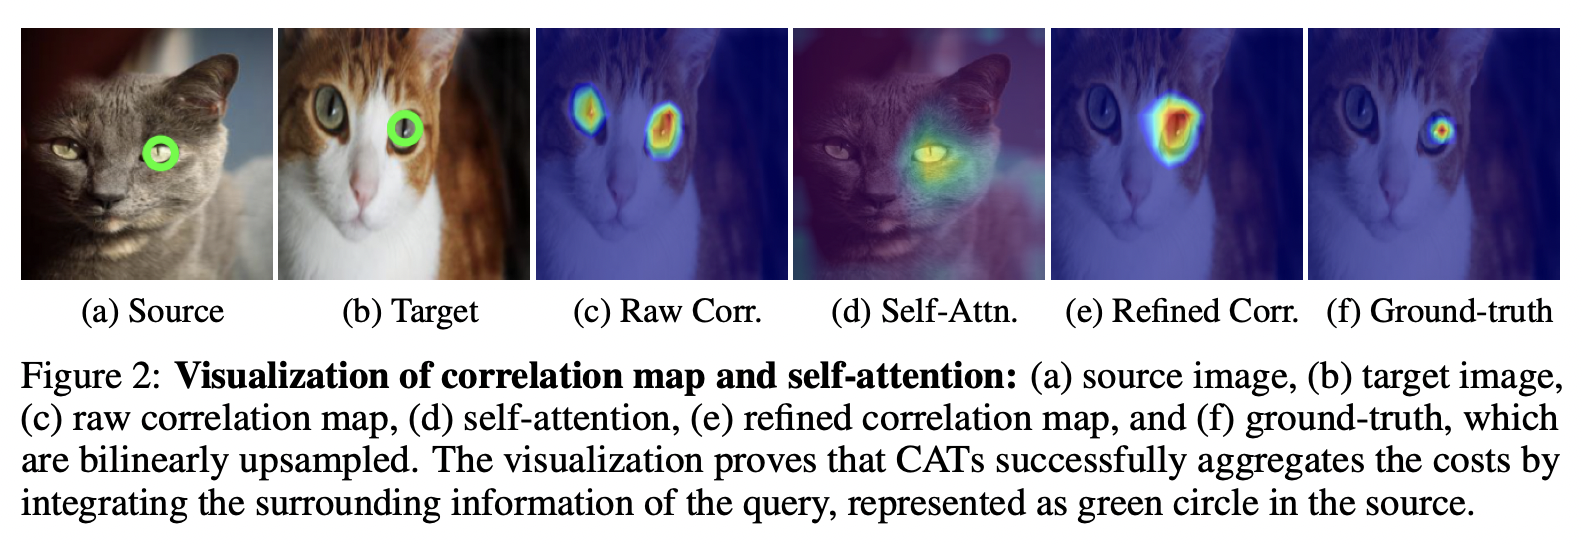 (a) Source (b) Target (c) Raw Corr. (d) Self-Attn. (e) Refined Corr. (f) Ground-truth
Figure 2: Visualization of correlation map and self-attention: (a) source image, (b) target image,
(c) raw correlation map, (d) self-attention, (e) refined correlation map, and (f) ground-truth, which
are bilinearly upsampled. The visualization proves that CATs successfully aggregates the costs by
integrating the surrounding information of the query, represented as green circle in the source.